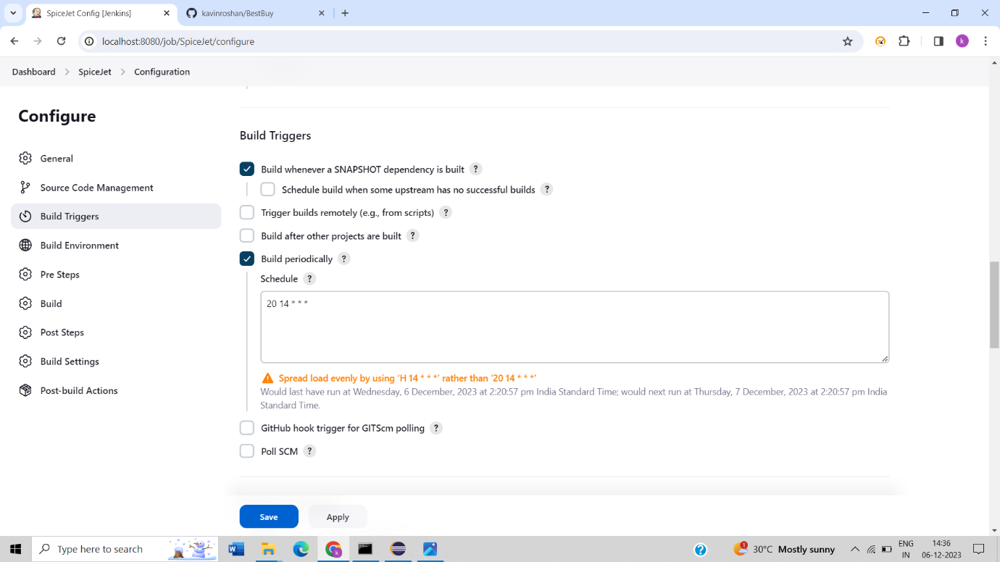 SpiceJet Config [Jenkins]
kavinroshan/BestBuy
localhost:8080/job/SpiceJet/configure
k
Dashboard
SpiceJet
Configuration
Configure
General
Source Code Management
Build Triggers
Build Environment
Pre Steps
Build
Post Steps
Build Settings
Post-build Actions
Build Triggers
Build whenever a SNAPSHOT dependency is built ?
Schedule build when some upstream has no successful builds ?
Trigger builds remotely (e.g., from scripts) ?
Build after other projects are built ?
Build periodically ?
Schedule ?
20 14 * * *
Spread load evenly by using ‘H 14 * * *’ rather than ‘20 14 * * *’
Would last have run at Wednesday, 6 December, 2023 at 2:20:57 pm India Standard Time; would next run at Thursday, 7 December, 2023 at 2:20:57 pm India
Standard Time.
GitHub hook trigger for GITScm polling ?
Poll SCM ?
Save
Apply
Type here to search
1
30°C Mostly sunny
ENG
IN
14:36
06-12-2023